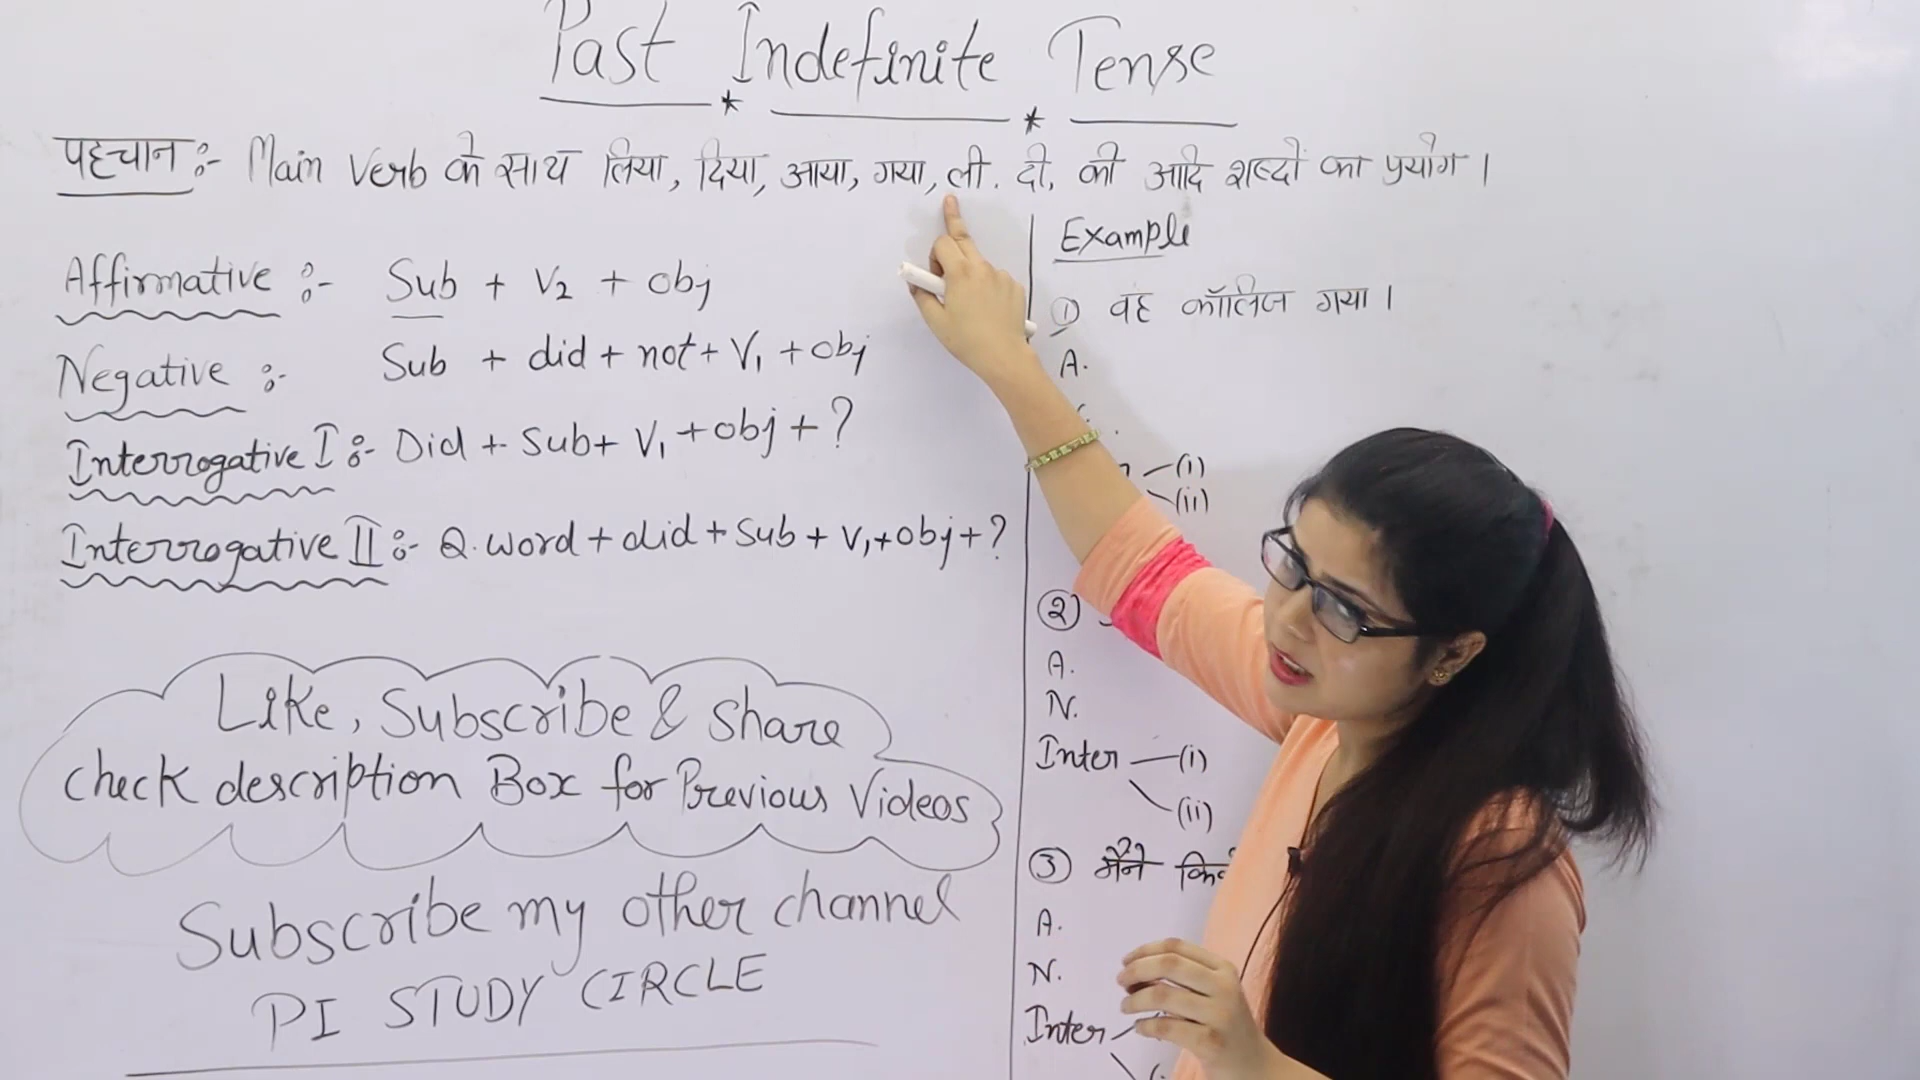 Past Indefinite Tense
पहचान :- Main Verb के साथ लिया, दिया, आया, गया, ली. दी, की आदि शब्दों का प्रयोग ।
Affirmative :- Sub + V2 + obj
Negative :- Sub + did + not + V1 + obj
Interrogative I :- Did + Sub + V1 + obj + ?
Interrogative II :- Q. word + did + Sub + V1 + obj + ?
Like, Subscribe & Share
check description Box for Previous Videos
Subscribe my other channel
PI STUDY CIRCLE
Example
① वह कॉलिज गया ।
A.
(i)
(ii)
②
A.
N.
Inter (i)
(ii)
③ मैंने
A.
N.
Inter